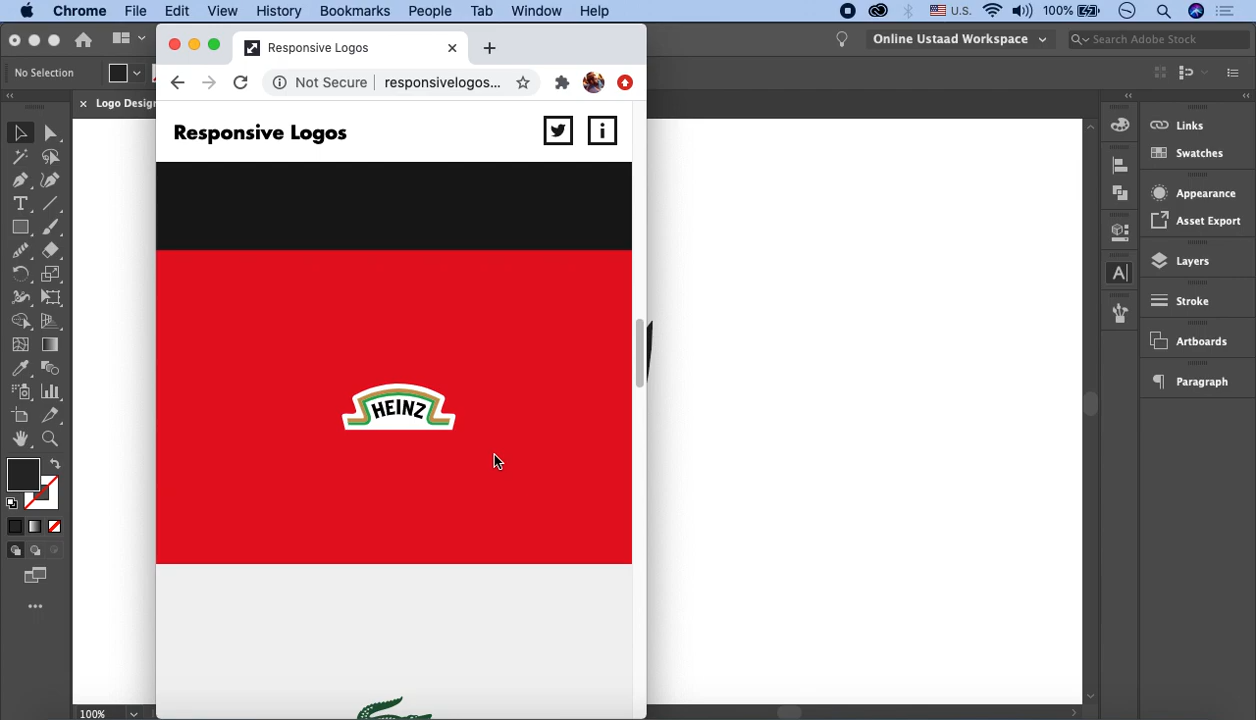 Chrome File Edit View History Bookmarks People Tab Window Help U.S. 100%
Online Ustaad Workspace Search Adobe Stock
Responsive Logos
No Selection
Not Secure responsivelogos...
Logo Design
Responsive Logos
HEINZ
Links
Swatches
Appearance
Asset Export
Layers
Stroke
Artboards
Paragraph
100%